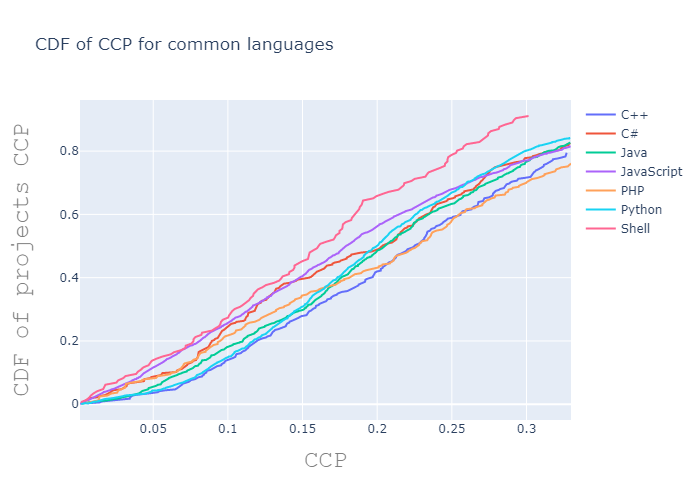 CDF of CCP for common languages
CDF of projects CCP
0.8
0.6
0.4
0.2
0
0.05
0.1
0.15
0.2
0.25
0.3
CCP
C++
C#
Java
JavaScript
PHP
Python
Shell